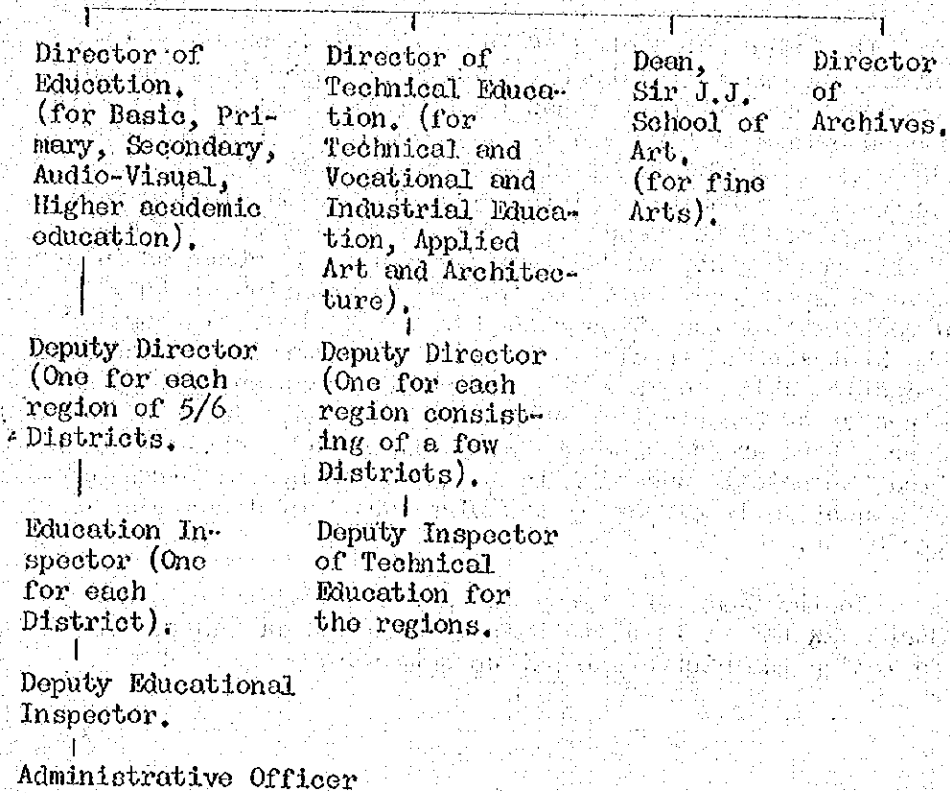 Director of
Education.
(for Basic, Pri-
mary, Secondary,
Audio-Visual,
Higher academic
education).
Deputy Director
(One for each
region of 5/6
Districts.
Education In-
spector (One
for each
District).
Deputy Educational
Inspector.
Administrative Officer
Director of
Technical Educa-
tion. (for
Technical and
Vocational and
Industrial Educa-
tion, Applied
Art and Architec-
ture).
Deputy Director
(One for each
region consist-
ing of a few
Districts).
Deputy Inspector
of Technical
Education for
the regions.
Dean,
Sir J.J.
School of
Art.
(for fine
Arts).
Director
of
Archives.